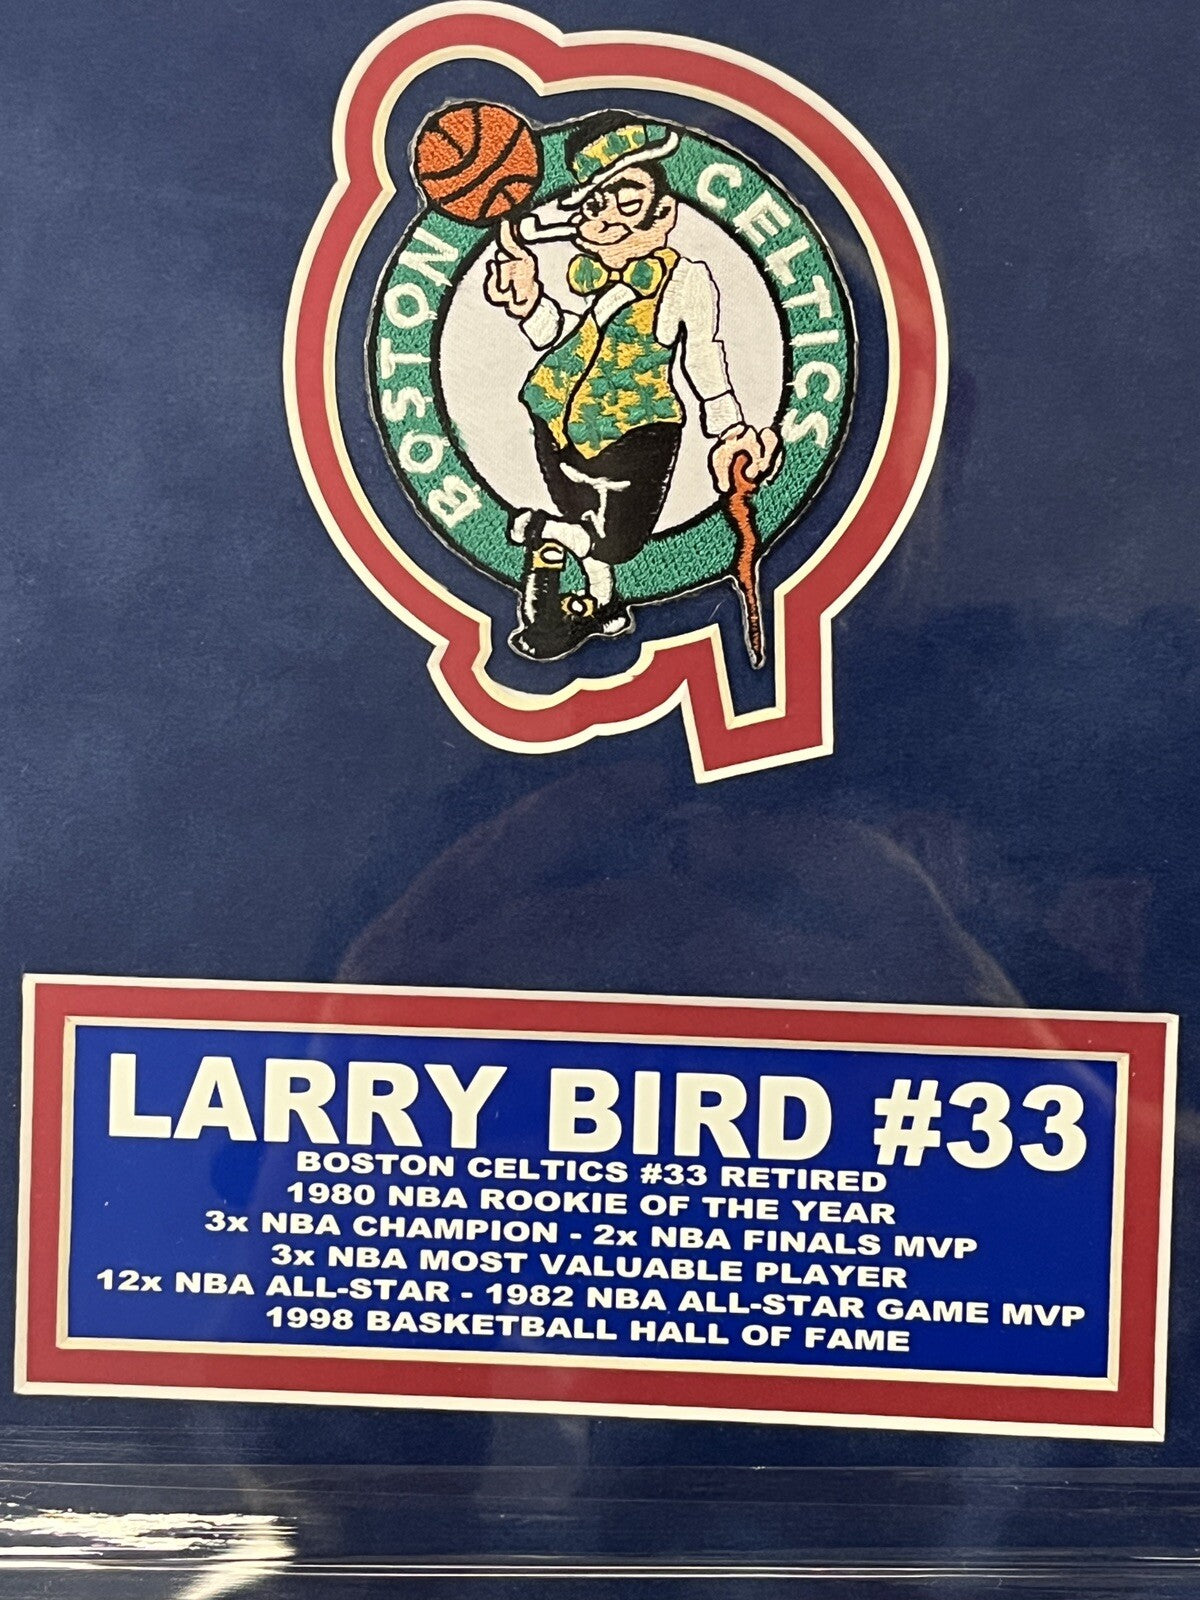 BOSTON CELTICS
LARRY BIRD #33
BOSTON CELTICS #33 RETIRED
1980 NBA ROOKIE OF THE YEAR
3x NBA CHAMPION - 2x NBA FINALS MVP
3x NBA MOST VALUABLE PLAYER
12x NBA ALL-STAR - 1982 NBA ALL-STAR GAME MVP
1998 BASKETBALL HALL OF FAME